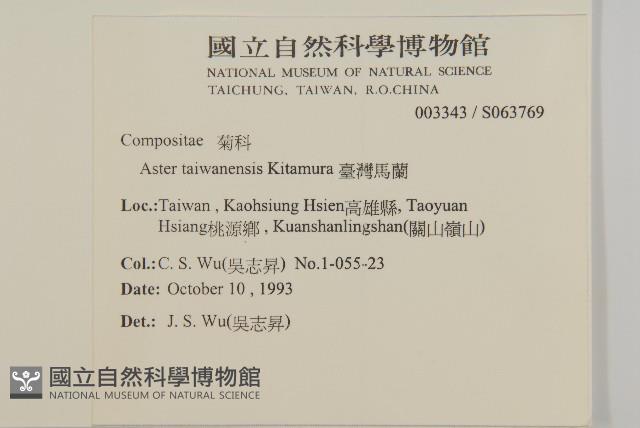 國立自然科學博物館
NATIONAL MUSEUM OF NATURAL SCIENCE
TAICHUNG, TAIWAN, R.O.CHINA
003343 / S063769
Compositae 菊科
Aster taiwanensis Kitamura 臺灣馬蘭
Loc.:Taiwan , Kaohsiung Hsien高雄縣, Taoyuan
Hsiang桃源鄉 , Kuanshanlingshan(關山嶺山)
Col.:C. S. Wu(吳志昇) No.1-055-23
Date: October 10 , 1993
Det.: J. S. Wu(吳志昇)
國立自然科學博物館
NATIONAL MUSEUM OF NATURAL SCIENCE